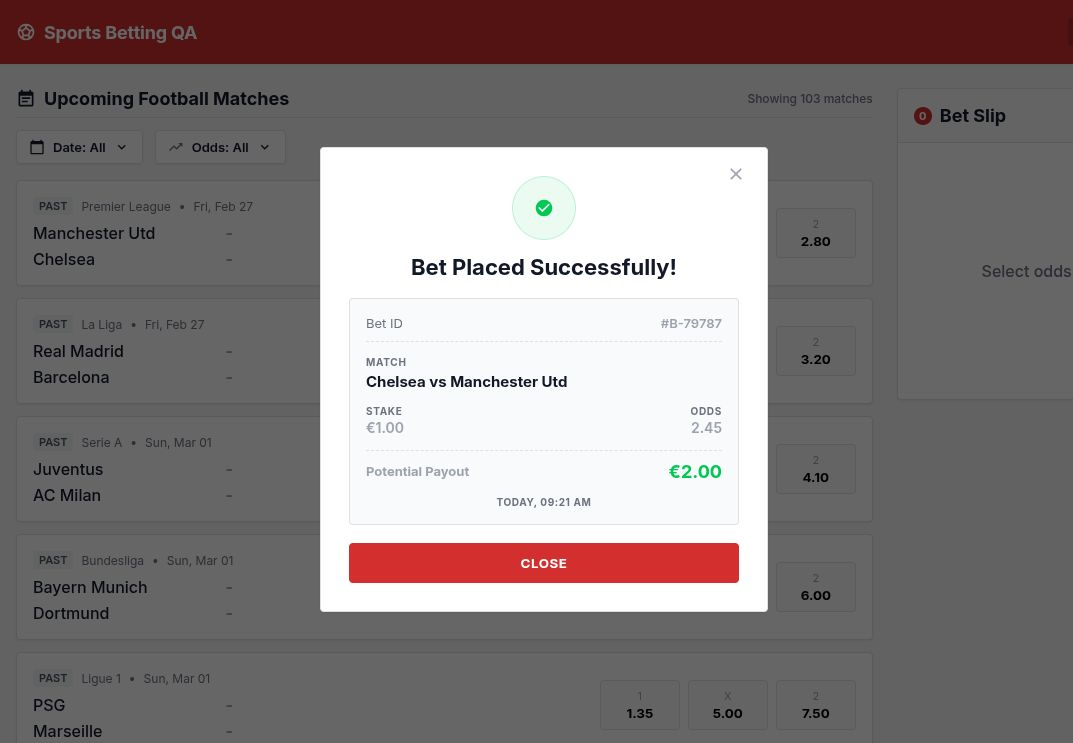 Sports Betting QA
Upcoming Football Matches
Showing 103 matches
Date: All
Odds: All
0 Bet Slip
Select odds
PAST Premier League • Fri, Feb 27
Manchester Utd -
Chelsea -
2
2.80
PAST La Liga • Fri, Feb 27
Real Madrid -
Barcelona -
2
3.20
PAST Serie A • Sun, Mar 01
Juventus -
AC Milan -
2
4.10
PAST Bundesliga • Sun, Mar 01
Bayern Munich -
Dortmund -
2
6.00
PAST Ligue 1 • Sun, Mar 01
PSG -
Marseille -
1 X 2
1.35 5.00 7.50
Bet Placed Successfully!
Bet ID #B-79787
MATCH
Chelsea vs Manchester Utd
STAKE ODDS
€1.00 2.45
Potential Payout €2.00
TODAY, 09:21 AM
CLOSE